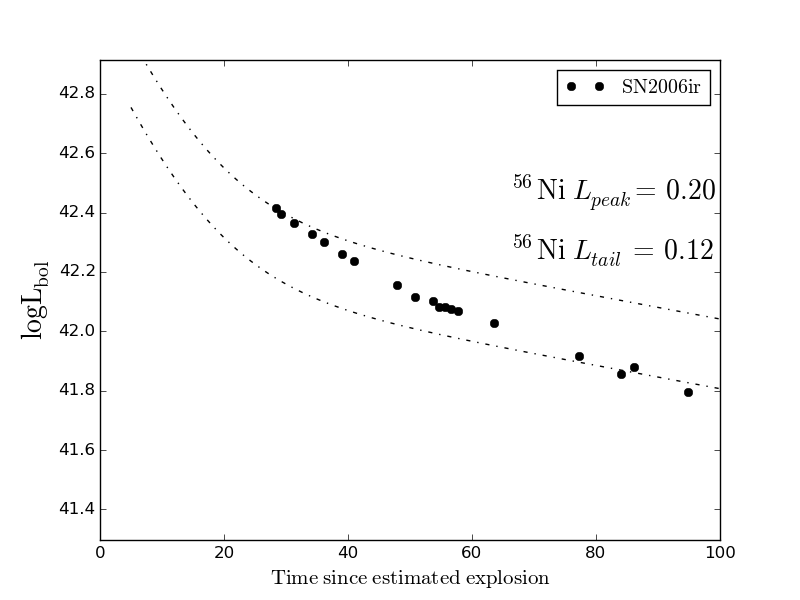 SN2006ir
⁵⁶Ni L_peak = 0.20
⁵⁶Ni L_tail = 0.12
logL_bol
42.8
42.6
42.4
42.2
42.0
41.8
41.6
41.4
0 20 40 60 80 100
Time since estimated explosion